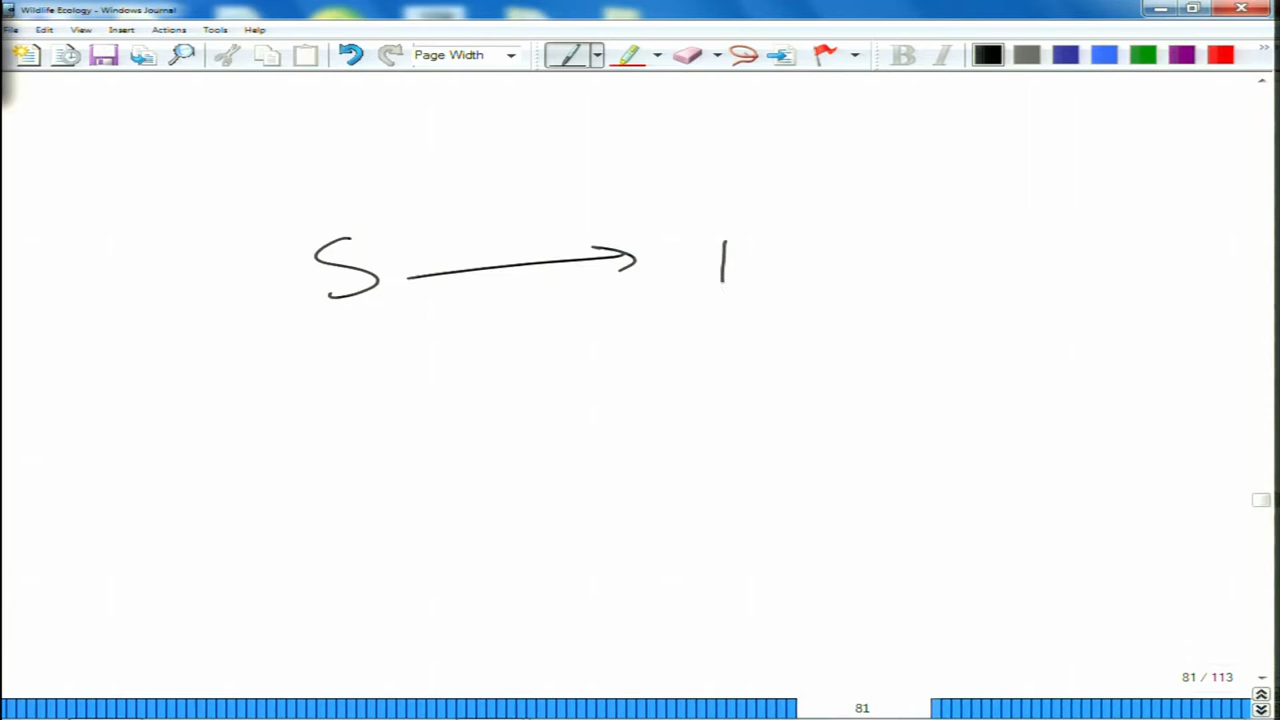 Wildlife Ecology - Windows Journal
File Edit View Insert Actions Tools Help
Page Width B I
S → I
81 / 113
81